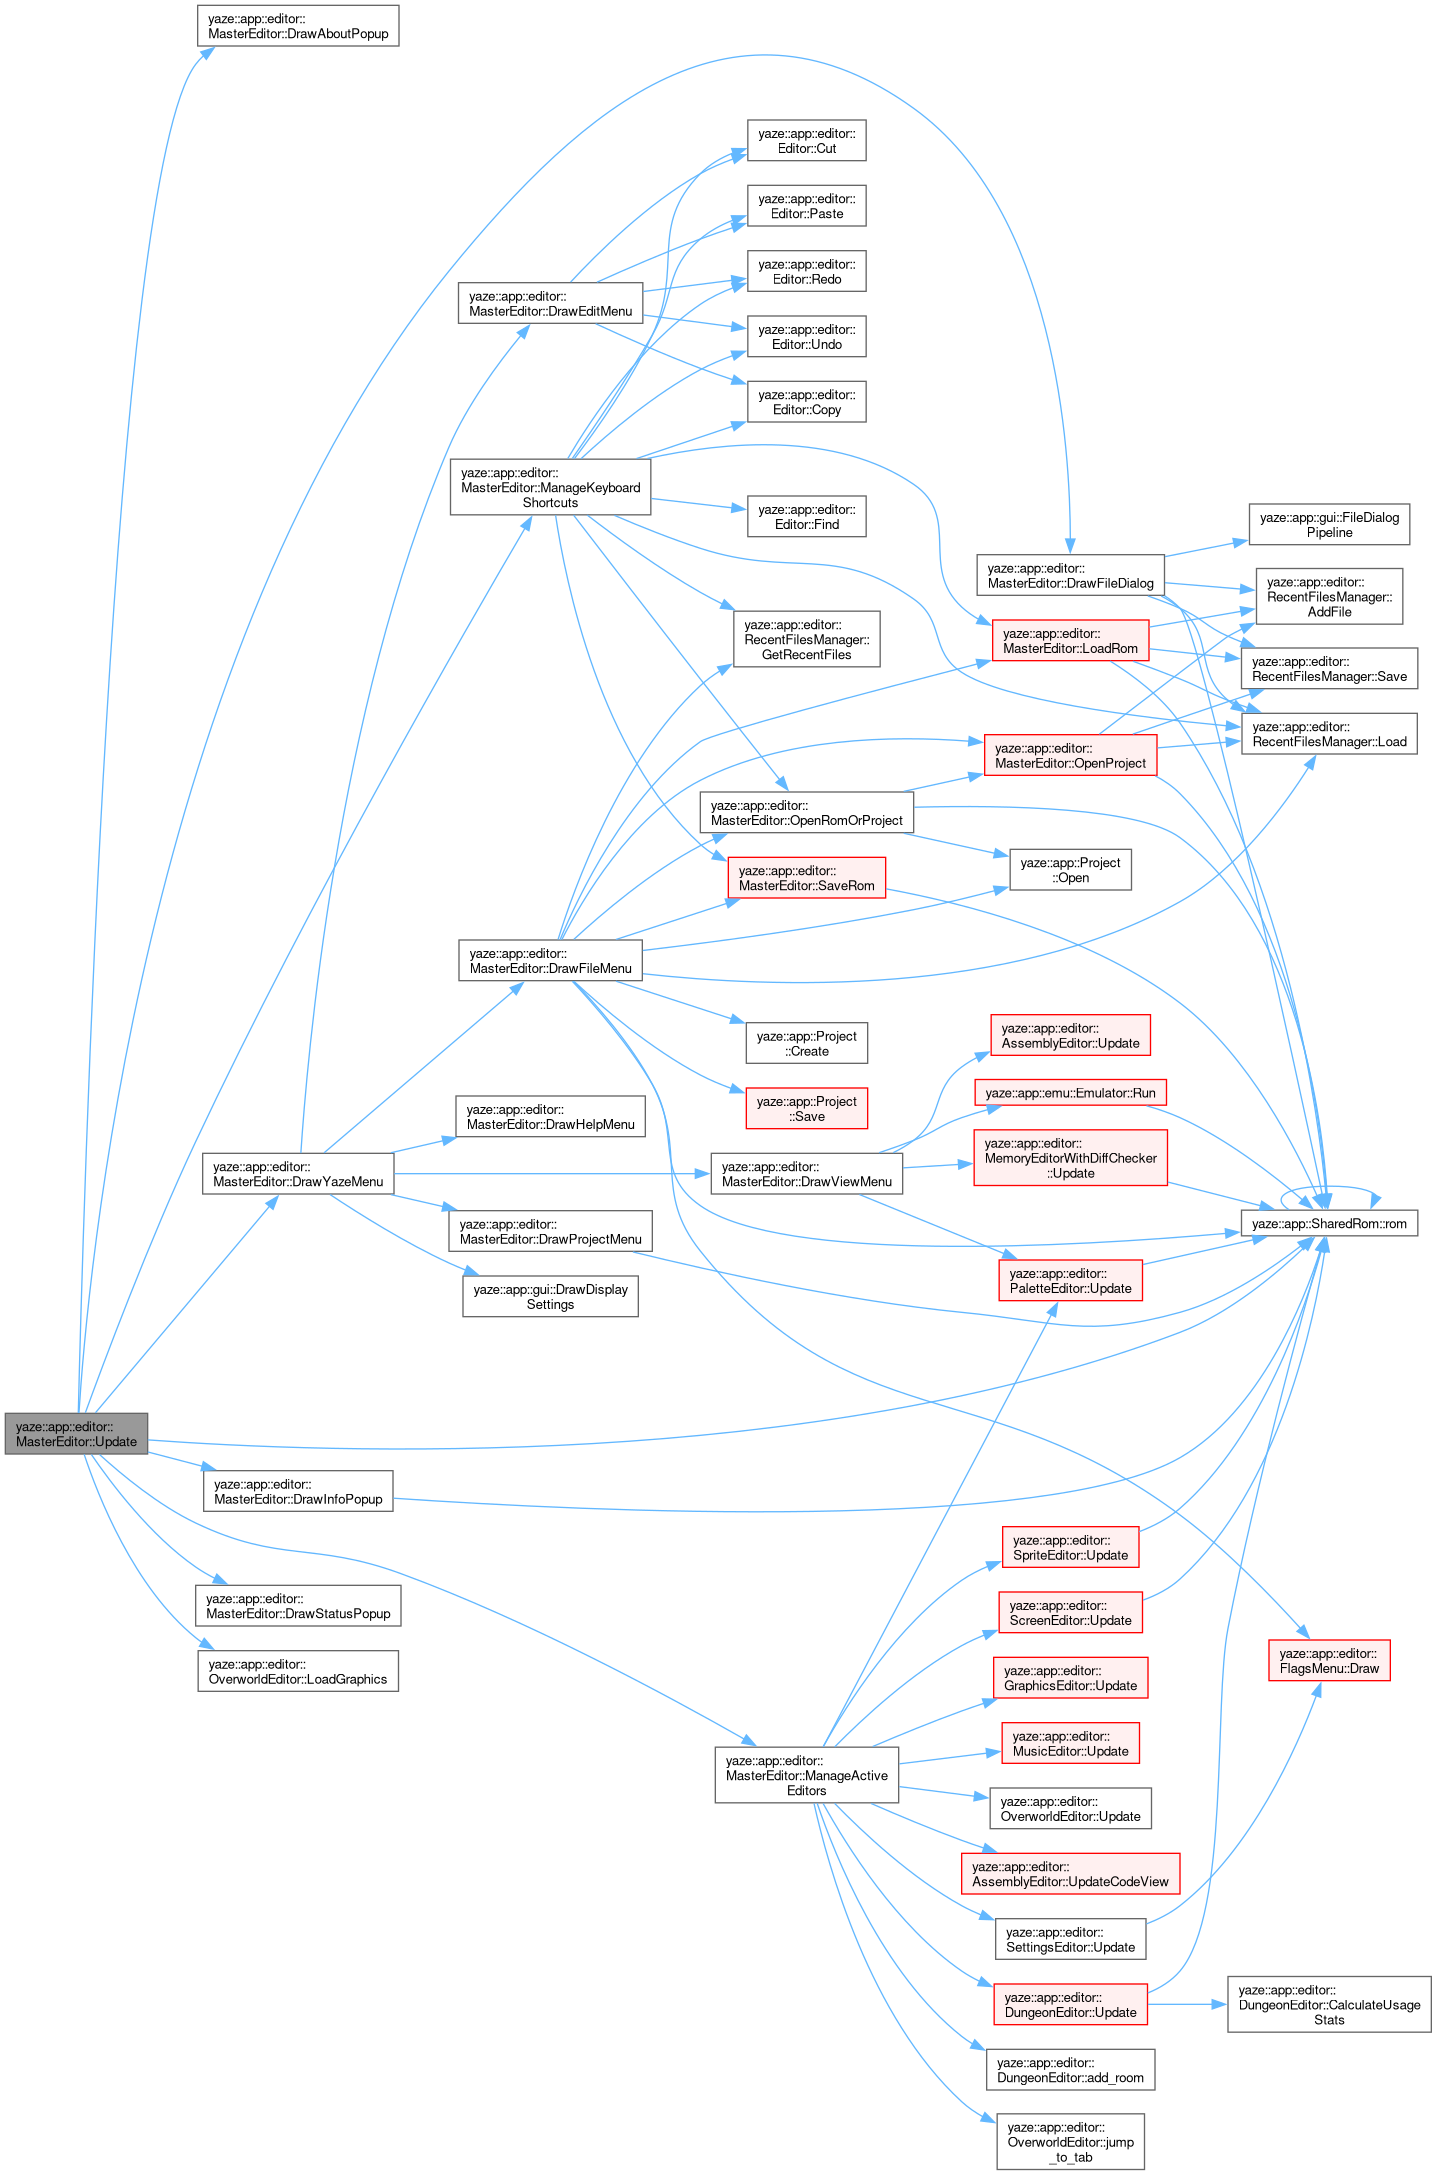 yaze::app::editor::
MasterEditor::DrawAboutPopup
yaze::app::editor::
Editor::Cut
yaze::app::editor::
Editor::Paste
yaze::app::editor::
Editor::Redo
yaze::app::editor::
MasterEditor::DrawEditMenu
yaze::app::editor::
Editor::Undo
yaze::app::editor::
Editor::Copy
yaze::app::editor::
MasterEditor::ManageKeyboard
Shortcuts
yaze::app::editor::
Editor::Find
yaze::app::gui::FileDialog
Pipeline
yaze::app::editor::
MasterEditor::DrawFileDialog
yaze::app::editor::
RecentFilesManager::
AddFile
yaze::app::editor::
RecentFilesManager::
GetRecentFiles
yaze::app::editor::
MasterEditor::LoadRom
yaze::app::editor::
RecentFilesManager::Save
yaze::app::editor::
RecentFilesManager::Load
yaze::app::editor::
MasterEditor::OpenProject
yaze::app::editor::
MasterEditor::OpenRomOrProject
yaze::app::editor::
MasterEditor::SaveRom
yaze::app::Project
::Open
yaze::app::editor::
MasterEditor::DrawFileMenu
yaze::app::Project
::Create
yaze::app::editor::
AssemblyEditor::Update
yaze::app::Project
::Save
yaze::app::emu::Emulator::Run
yaze::app::editor::
MasterEditor::DrawHelpMenu
yaze::app::editor::
MasterEditor::DrawYazeMenu
yaze::app::editor::
MasterEditor::DrawViewMenu
yaze::app::editor::
MemoryEditorWithDiffChecker
::Update
yaze::app::editor::
MasterEditor::DrawProjectMenu
yaze::app::SharedRom::rom
yaze::app::gui::DrawDisplay
Settings
yaze::app::editor::
PaletteEditor::Update
yaze::app::editor::
MasterEditor::Update
yaze::app::editor::
MasterEditor::DrawInfoPopup
yaze::app::editor::
SpriteEditor::Update
yaze::app::editor::
MasterEditor::DrawStatusPopup
yaze::app::editor::
ScreenEditor::Update
yaze::app::editor::
OverworldEditor::LoadGraphics
yaze::app::editor::
GraphicsEditor::Update
yaze::app::editor::
FlagsMenu::Draw
yaze::app::editor::
MusicEditor::Update
yaze::app::editor::
MasterEditor::ManageActive
Editors
yaze::app::editor::
OverworldEditor::Update
yaze::app::editor::
AssemblyEditor::UpdateCodeView
yaze::app::editor::
SettingsEditor::Update
yaze::app::editor::
DungeonEditor::Update
yaze::app::editor::
DungeonEditor::CalculateUsage
Stats
yaze::app::editor::
DungeonEditor::add_room
yaze::app::editor::
OverworldEditor::jump
_to_tab